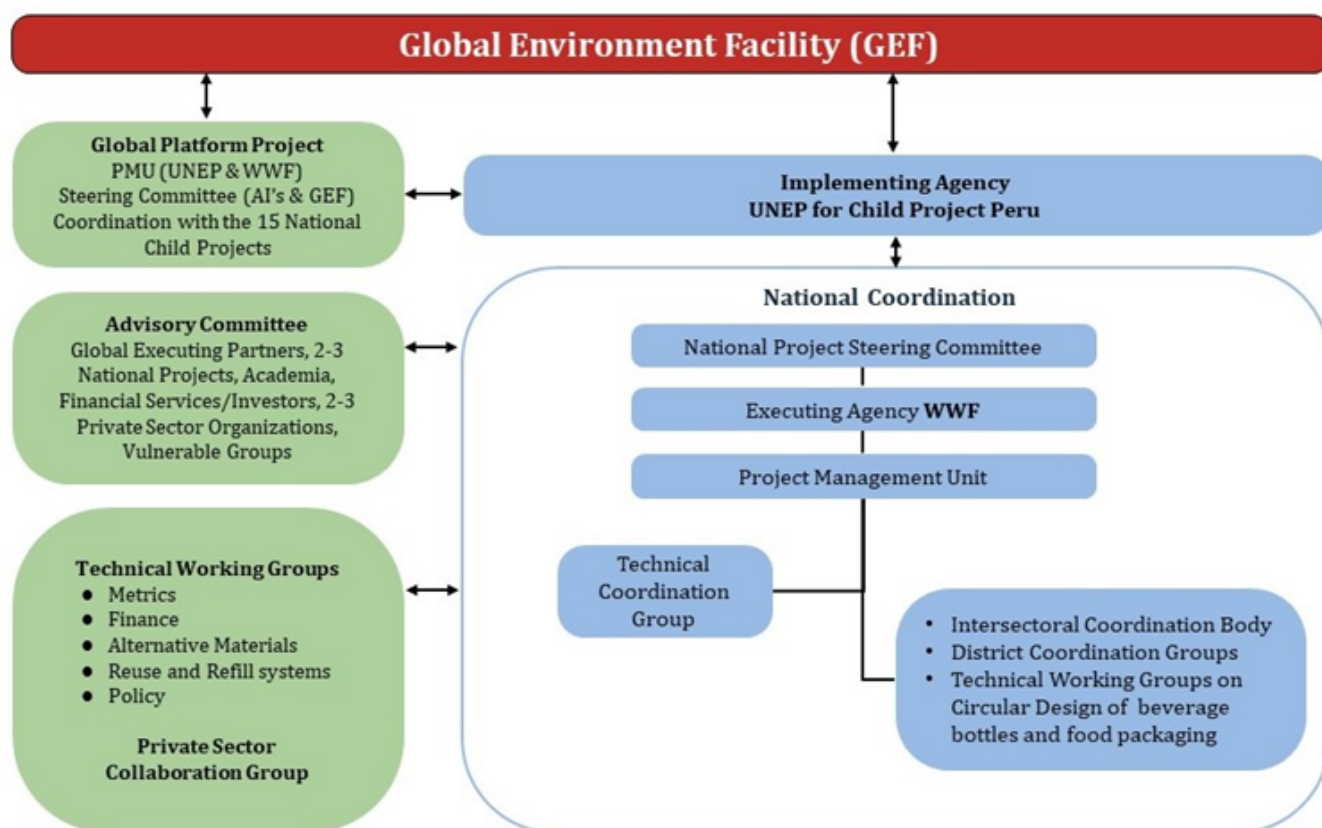 Global Environment Facility (GEF)
Global Platform Project
PMU (UNEP & WWF)
Steering Committee (AI's & GEF)
Coordination with the 15 National
Child Projects
Implementing Agency
UNEP for Child Project Peru
Advisory Committee
Global Executing Partners, 2-3
National Projects, Academia,
Financial Services/Investors, 2-3
Private Sector Organizations,
Vulnerable Groups
Technical Working Groups
● Metrics
● Finance
● Alternative Materials
● Reuse and Refill systems
● Policy
Private Sector
Collaboration Group
National Coordination
National Project Steering Committee
Executing Agency WWF
Project Management Unit
Technical
Coordination
Group
• Intersectoral Coordination Body
• District Coordination Groups
• Technical Working Groups on
Circular Design of beverage
bottles and food packaging